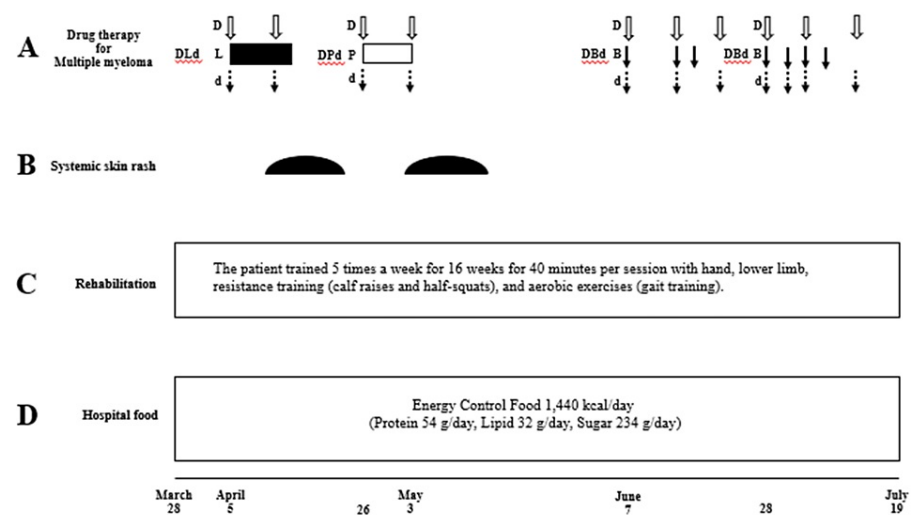 A
Drug therapy
for
Multiple myeloma
DLd
D
L
d
DPd
D
P
d
DBd
D
B
d
DBd
D
B
d
B
Systemic skin rash
C
Rehabilitation
The patient trained 5 times a week for 16 weeks for 40 minutes per session with hand, lower limb,
resistance training (calf raises and half-squats), and aerobic exercises (gait training).
D
Hospital food
Energy Control Food 1,440 kcal/day
(Protein 54 g/day, Lipid 32 g/day, Sugar 234 g/day)
March April May June July
28 5 26 3 7 28 19